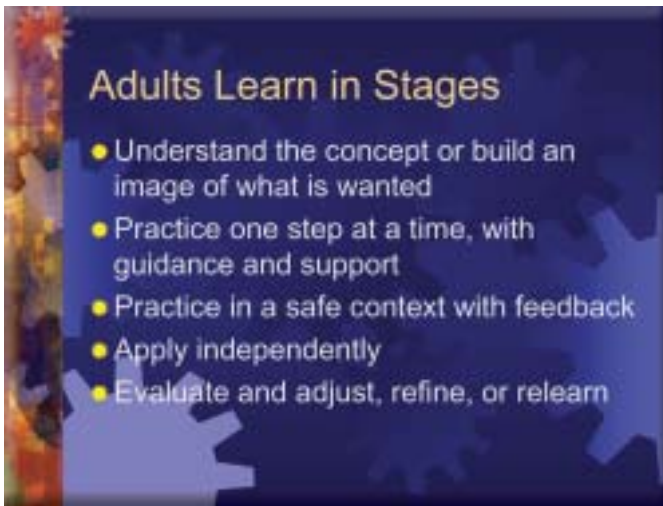 Adults Learn in Stages
Understand the concept or build an
image of what is wanted
Practice one step at a time, with
guidance and support
Practice in a safe context with feedback
Apply independently
Evaluate and adjust, refine, or relearn